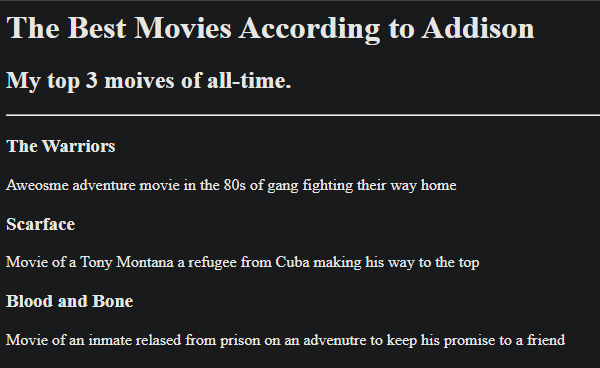 The Best Movies According to Addison
My top 3 moives of all-time.
The Warriors
Aweosme adventure movie in the 80s of gang fighting their way home
Scarface
Movie of a Tony Montana a refugee from Cuba making his way to the top
Blood and Bone
Movie of an inmate relased from prison on an advenutre to keep his promise to a friend